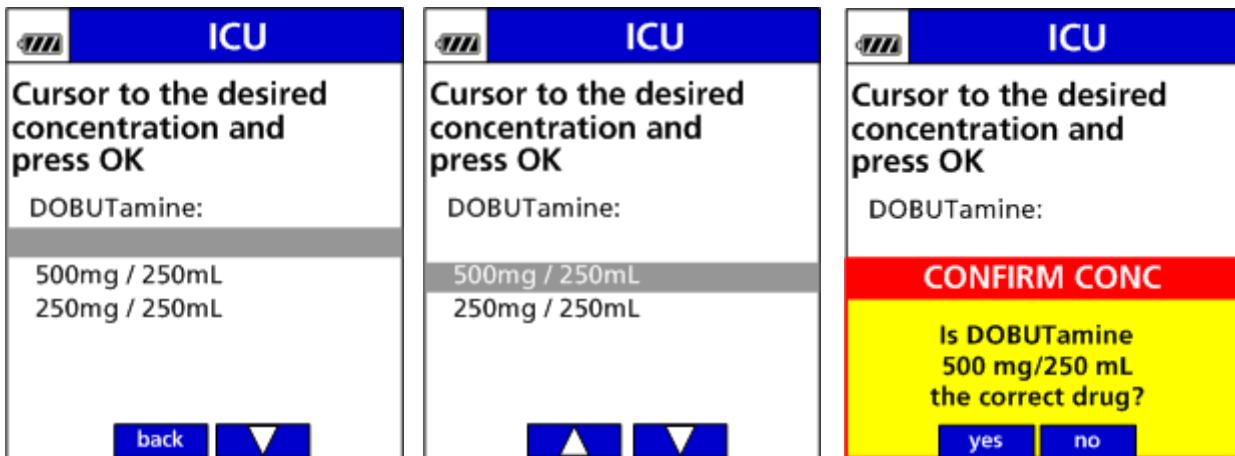 ICU
Cursor to the desired
concentration and
press OK
DOBUTamine:
500mg / 250mL
250mg / 250mL
back
ICU
Cursor to the desired
concentration and
press OK
DOBUTamine:
500mg / 250mL
250mg / 250mL
ICU
Cursor to the desired
concentration and
press OK
DOBUTamine:
CONFIRM CONC
Is DOBUTamine
500 mg/250 mL
the correct drug?
yes no